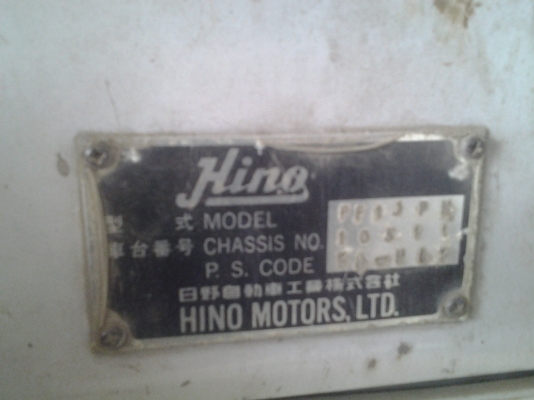 Hino
型式 MODEL
車台番号 CHASSIS NO.
P. S. CODE
日野自動車工業株式会社
HINO MOTORS, LTD.